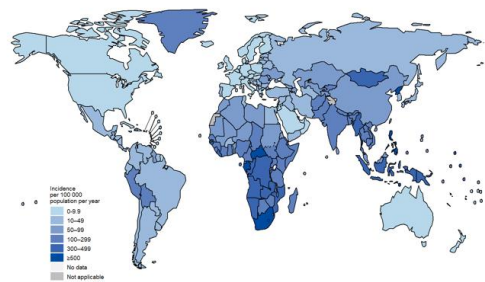 Incidence
per 100 000
population per year
0–9.9
10–49
50–99
100–299
300–499
≥500
No data
Not applicable